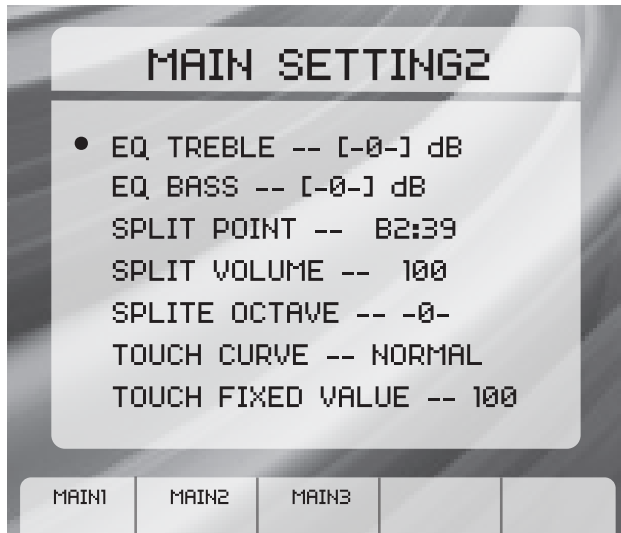 MAIN SETTING2
• EQ TREBLE -- [-0-] dB
EQ BASS -- [-0-] dB
SPLIT POINT -- B2:39
SPLIT VOLUME -- 100
SPLITE OCTAVE -- -0-
TOUCH CURVE -- NORMAL
TOUCH FIXED VALUE -- 100
MAIN1 MAIN2 MAIN3